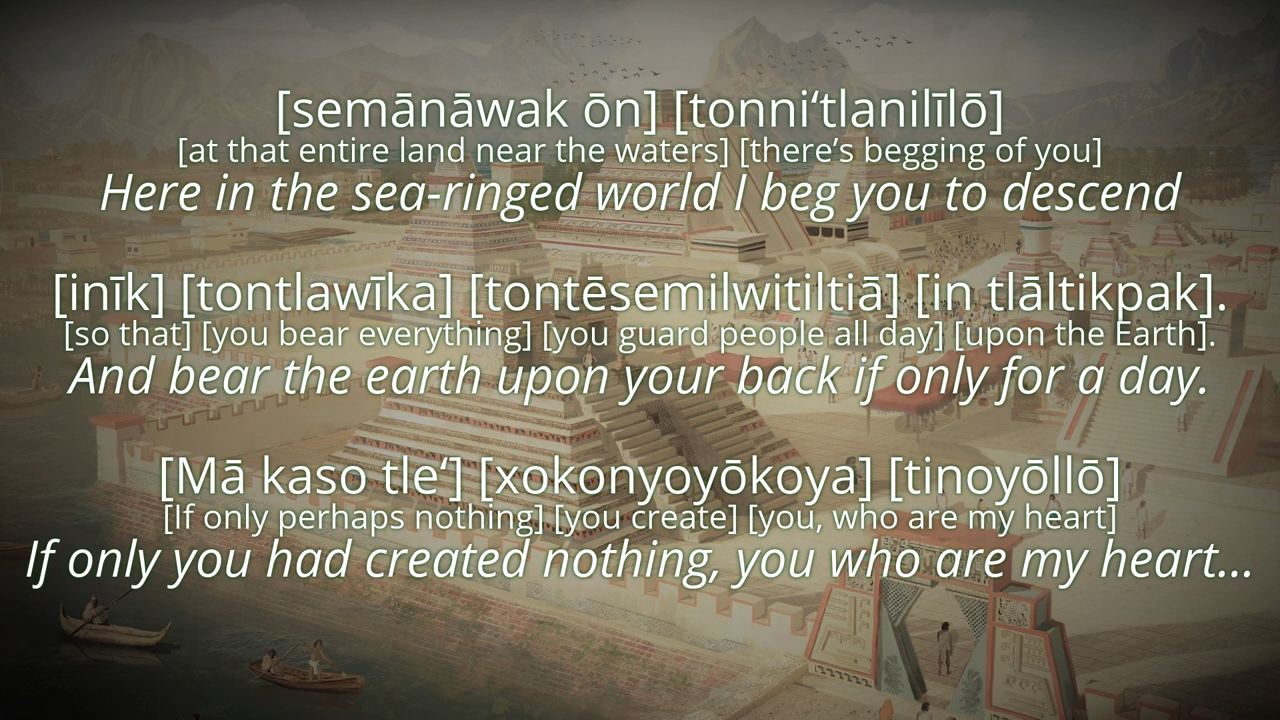 [semānāwak ōn] [tonni‘tlanilīlō]
[at that entire land near the waters] [there’s begging of you]
Here in the sea-ringed world I beg you to descend
[inīk] [tontlawīka] [tontēsemilwitiltiā] [in tlāltikpak].
[so that] [you bear everything] [you guard people all day] [upon the Earth].
And bear the earth upon your back if only for a day.
[Mā kaso tle‘] [xokonyoyōkoya] [tinoyōllō]
[If only perhaps nothing] [you create] [you, who are my heart]
If only you had created nothing, you who are my heart...